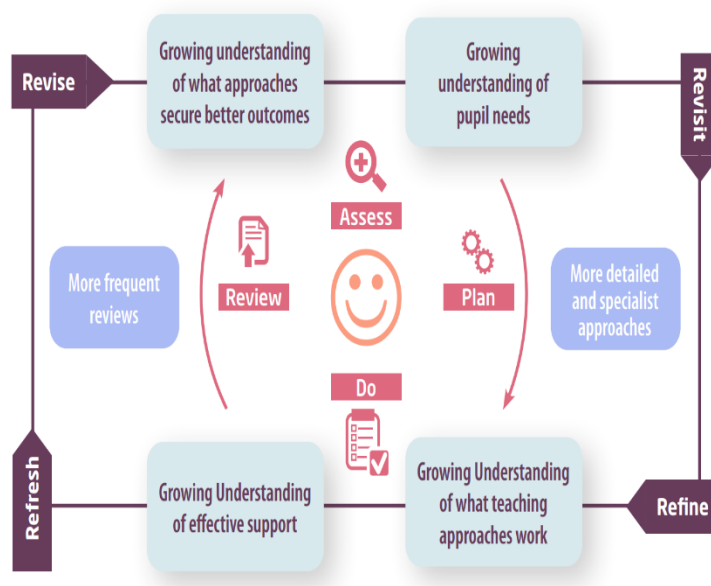 Growing understanding
of what approaches
secure better outcomes
Growing
understanding of
pupil needs
Revise
Revisit
Assess
More frequent
reviews
Review
Plan
More detailed
and specialist
approaches
Do
Refresh
Growing Understanding
of effective support
Growing Understanding
of what teaching
approaches work
Refine